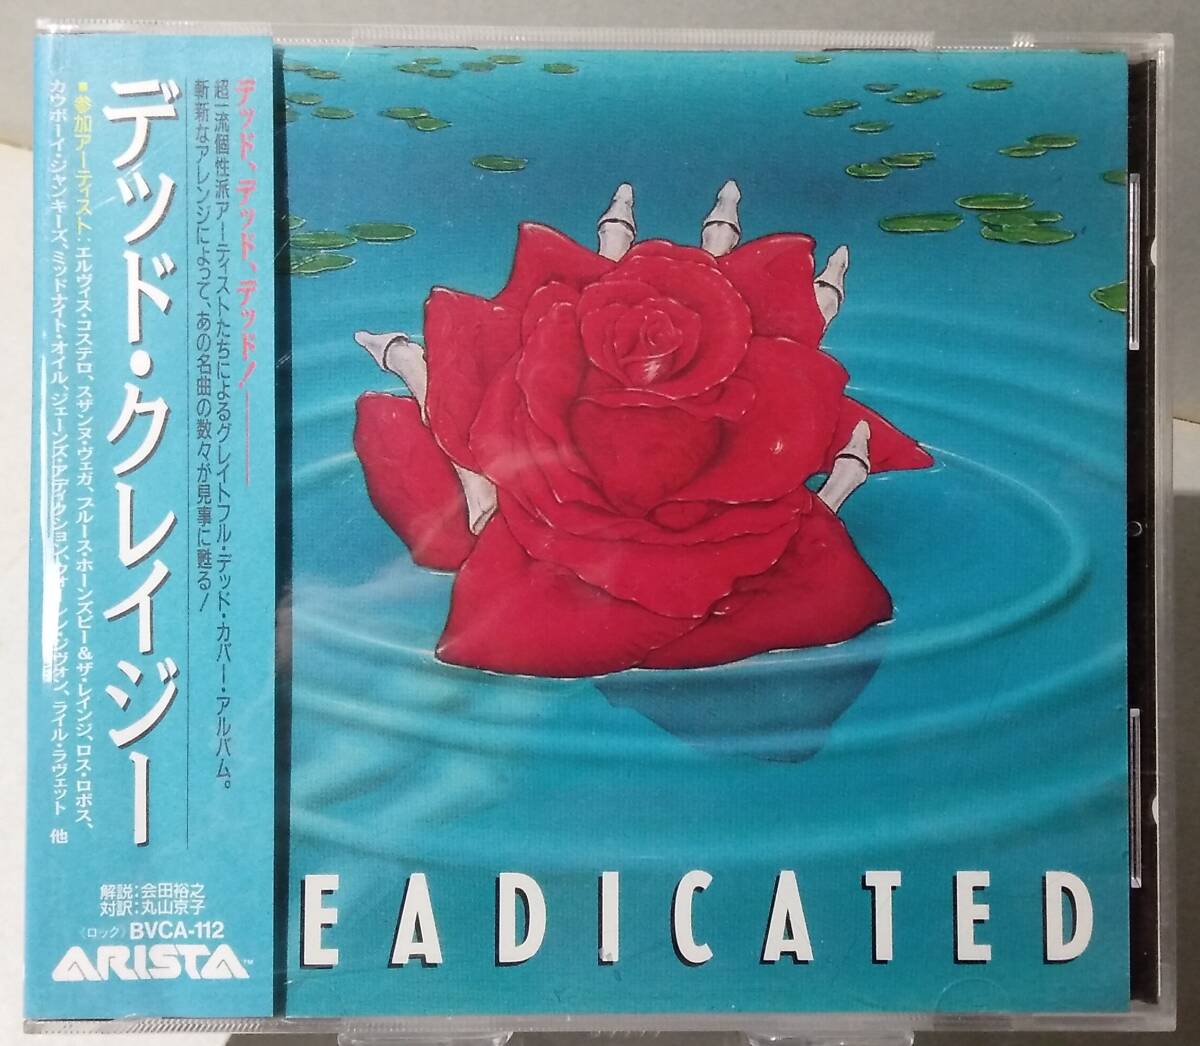 デッド、デッド、デッド!
超一流個性派アーティストたちによるグレイトフル・デッド・カバー・アルバム。
斬新なアレンジによって、あの名曲の数々が見事に甦る!
デッド・クレイジー
■参加アーティスト:エルヴィス・コステロ、スザンヌ・ヴェガ、ブルース・ホーンズビー&ザ・レインジ、ロス・ロボス、
カウボーイ・ジャンキーズ、ミッドナイト・オイル、ジェーンズ・アディクション、ウォーレン・ジヴォン、ライル・ラヴェット 他
解説:会田裕之
対訳:丸山京子
〈ロック〉BVCA-112
ARISTA™
EADICATED